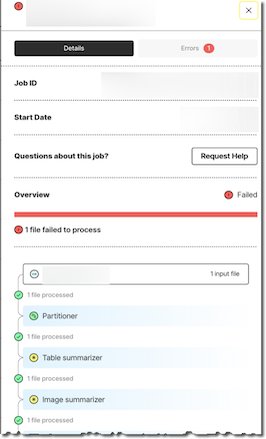 Details
Errors 1
Job ID
Start Date
Questions about this job?
Request Help
Overview
Failed
1 file failed to process
1 input file
1 file processed
Partitioner
1 file processed
Table summarizer
1 file processed
Image summarizer
1 file processed